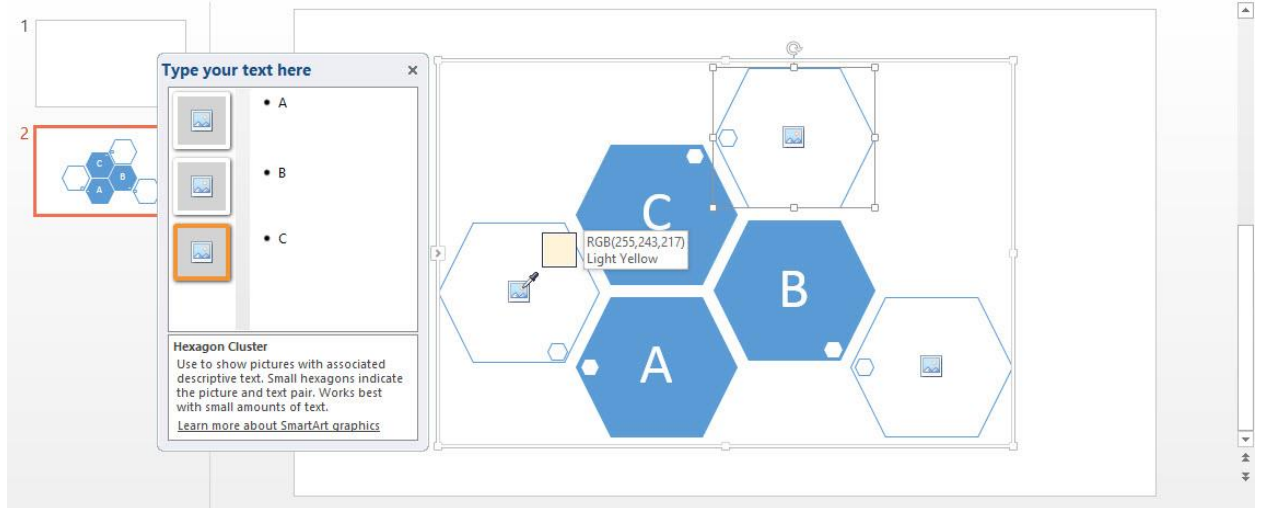 1
2
C
B
A
Type your text here
A
B
C
Hexagon Cluster
Use to show pictures with associated
descriptive text. Small hexagons indicate
the picture and text pair. Works best
with small amounts of text.
Learn more about SmartArt graphics
C
RGB(255,243,217)
Light Yellow
B
A